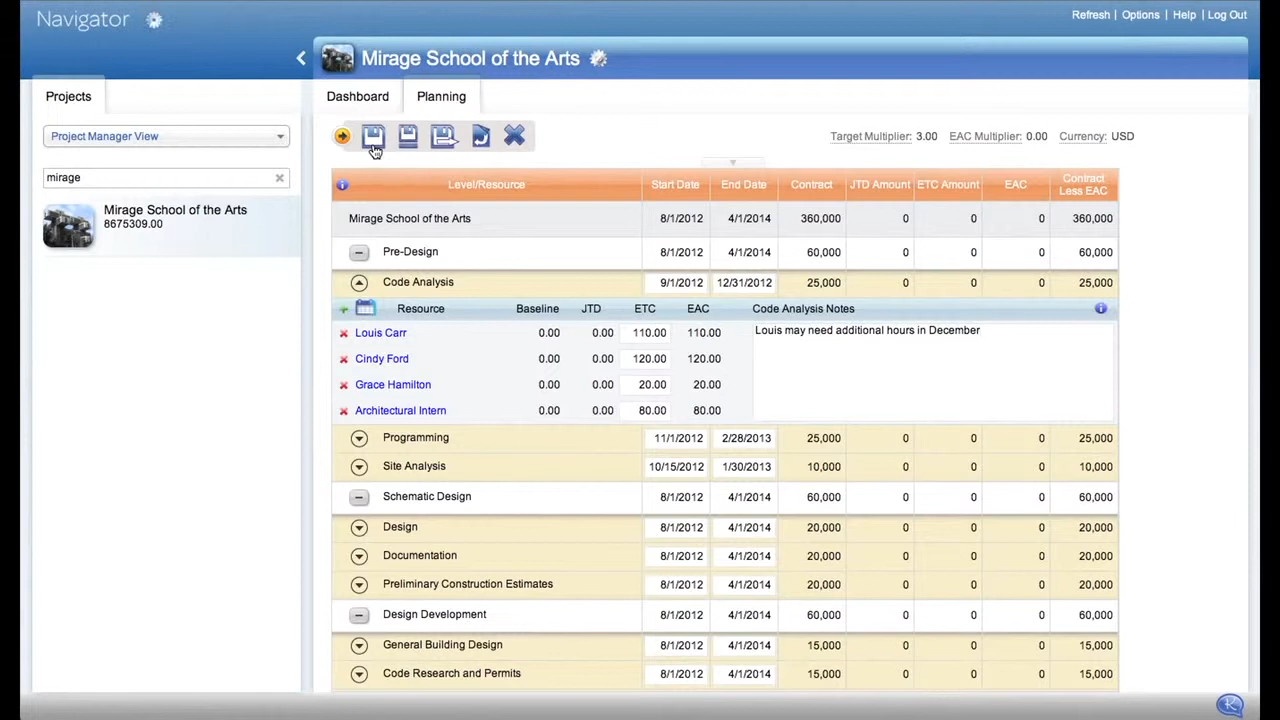 Navigator
Refresh | Options | Help | Log Out
Mirage School of the Arts
Projects
Dashboard
Planning
Project Manager View
mirage
Mirage School of the Arts
8675309.00
Target Multiplier: 3.00 EAC Multiplier: 0.00 Currency: USD
Level/Resource Start Date End Date Contract JTD Amount ETC Amount EAC Contract Less EAC
Mirage School of the Arts 8/1/2012 4/1/2014 360,000 0 0 0 360,000
Pre-Design 8/1/2012 4/1/2014 60,000 0 0 0 60,000
Code Analysis 9/1/2012 12/31/2012 25,000 0 0 0 25,000
Resource Baseline JTD ETC EAC Code Analysis Notes
Louis Carr 0.00 0.00 110.00 110.00 Louis may need additional hours in December
Cindy Ford 0.00 0.00 120.00 120.00
Grace Hamilton 0.00 0.00 20.00 20.00
Architectural Intern 0.00 0.00 80.00 80.00
Programming 11/1/2012 2/28/2013 25,000 0 0 0 25,000
Site Analysis 10/15/2012 1/30/2013 10,000 0 0 0 10,000
Schematic Design 8/1/2012 4/1/2014 60,000 0 0 0 60,000
Design 8/1/2012 4/1/2014 20,000 0 0 0 20,000
Documentation 8/1/2012 4/1/2014 20,000 0 0 0 20,000
Preliminary Construction Estimates 8/1/2012 4/1/2014 20,000 0 0 0 20,000
Design Development 8/1/2012 4/1/2014 60,000 0 0 0 60,000
General Building Design 8/1/2012 4/1/2014 15,000 0 0 0 15,000
Code Research and Permits 8/1/2012 4/1/2014 15,000 0 0 0 15,000